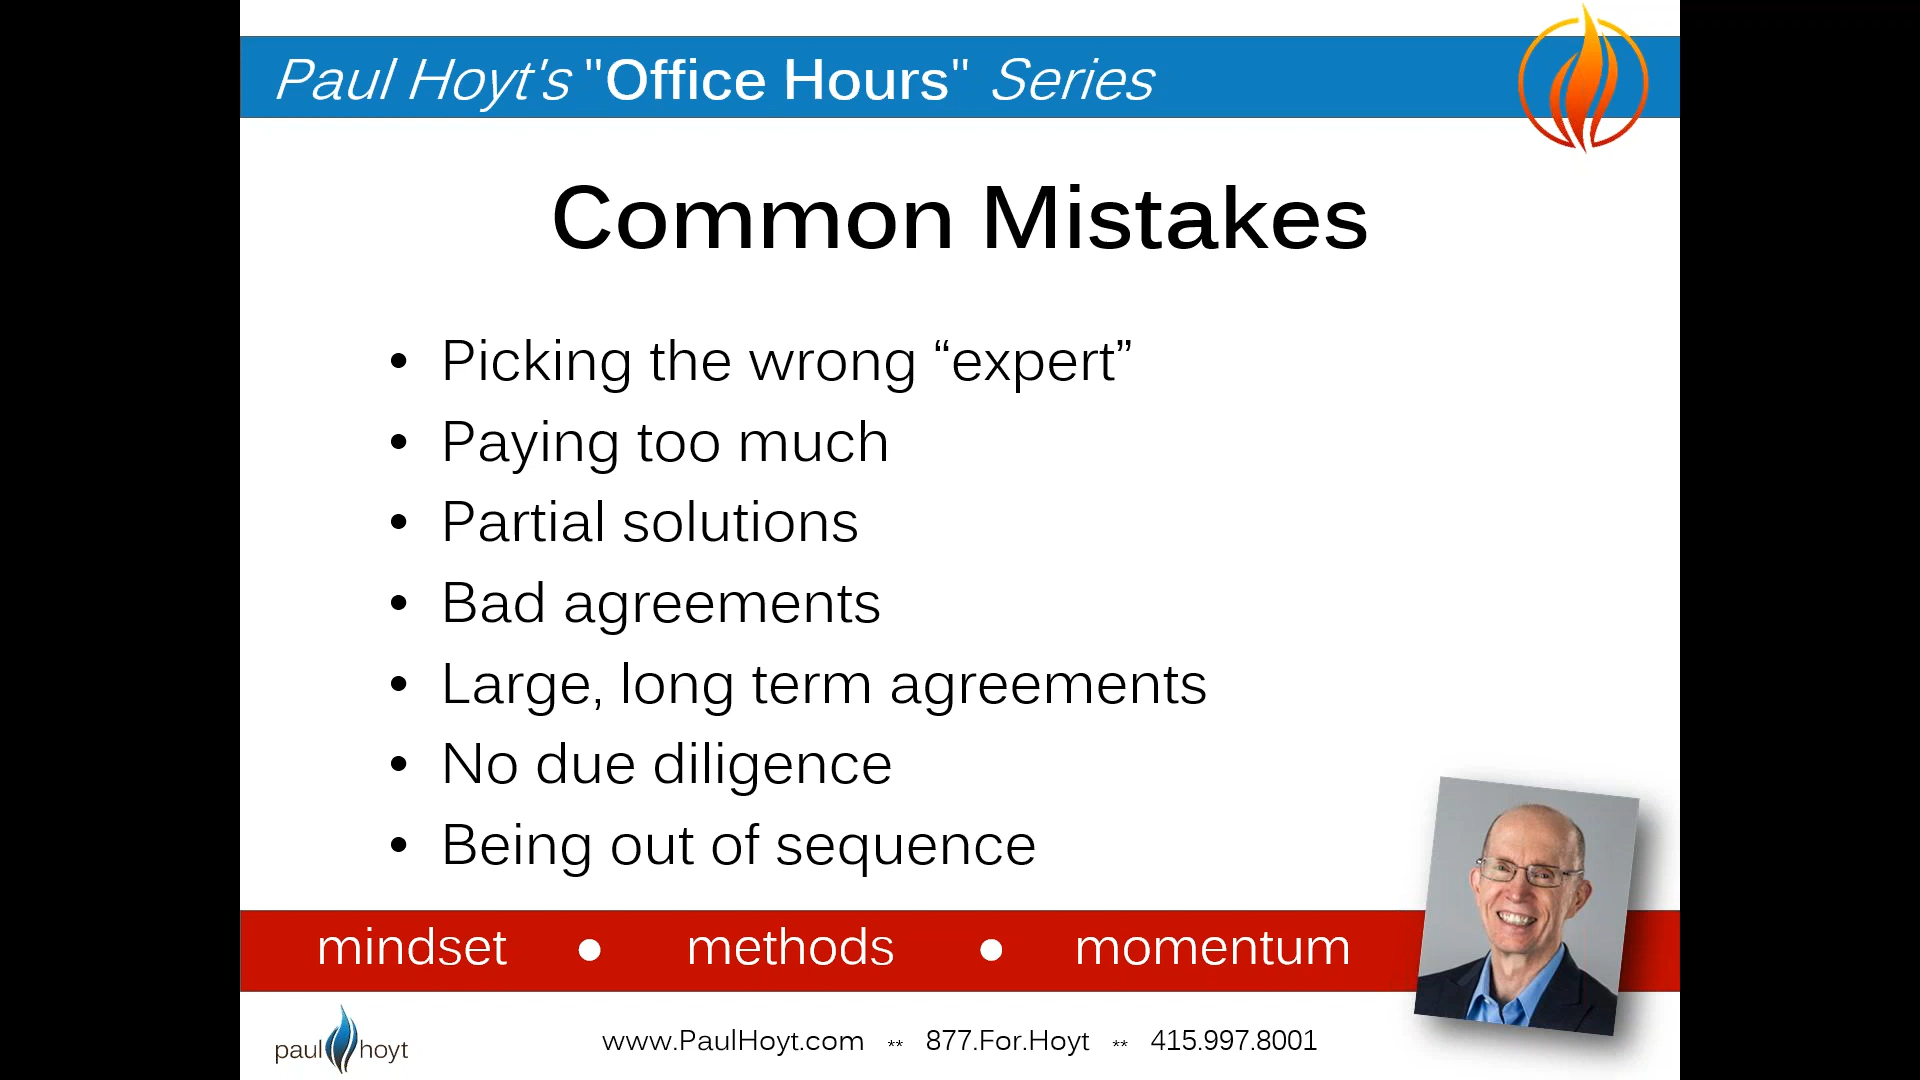 Paul Hoyt's "Office Hours" Series
Common Mistakes
• Picking the wrong “expert”
• Paying too much
• Partial solutions
• Bad agreements
• Large, long term agreements
• No due diligence
• Being out of sequence
mindset ● methods ● momentum
paul hoyt
www.PaulHoyt.com ** 877.For.Hoyt ** 415.997.8001